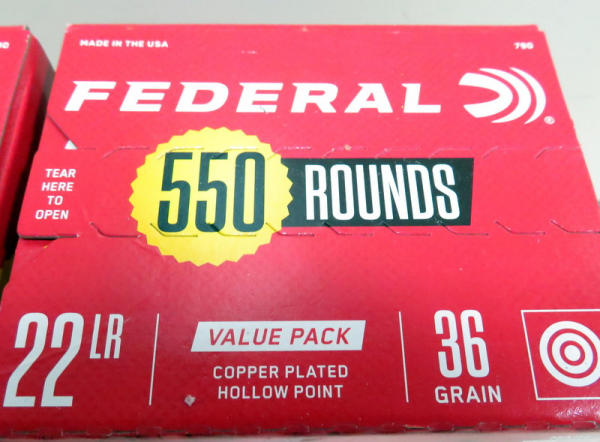 MADE IN THE USA
790
FEDERAL
®
TEAR
HERE
TO
OPEN
550 ROUNDS
22 LR
VALUE PACK
COPPER PLATED
HOLLOW POINT
36
GRAIN